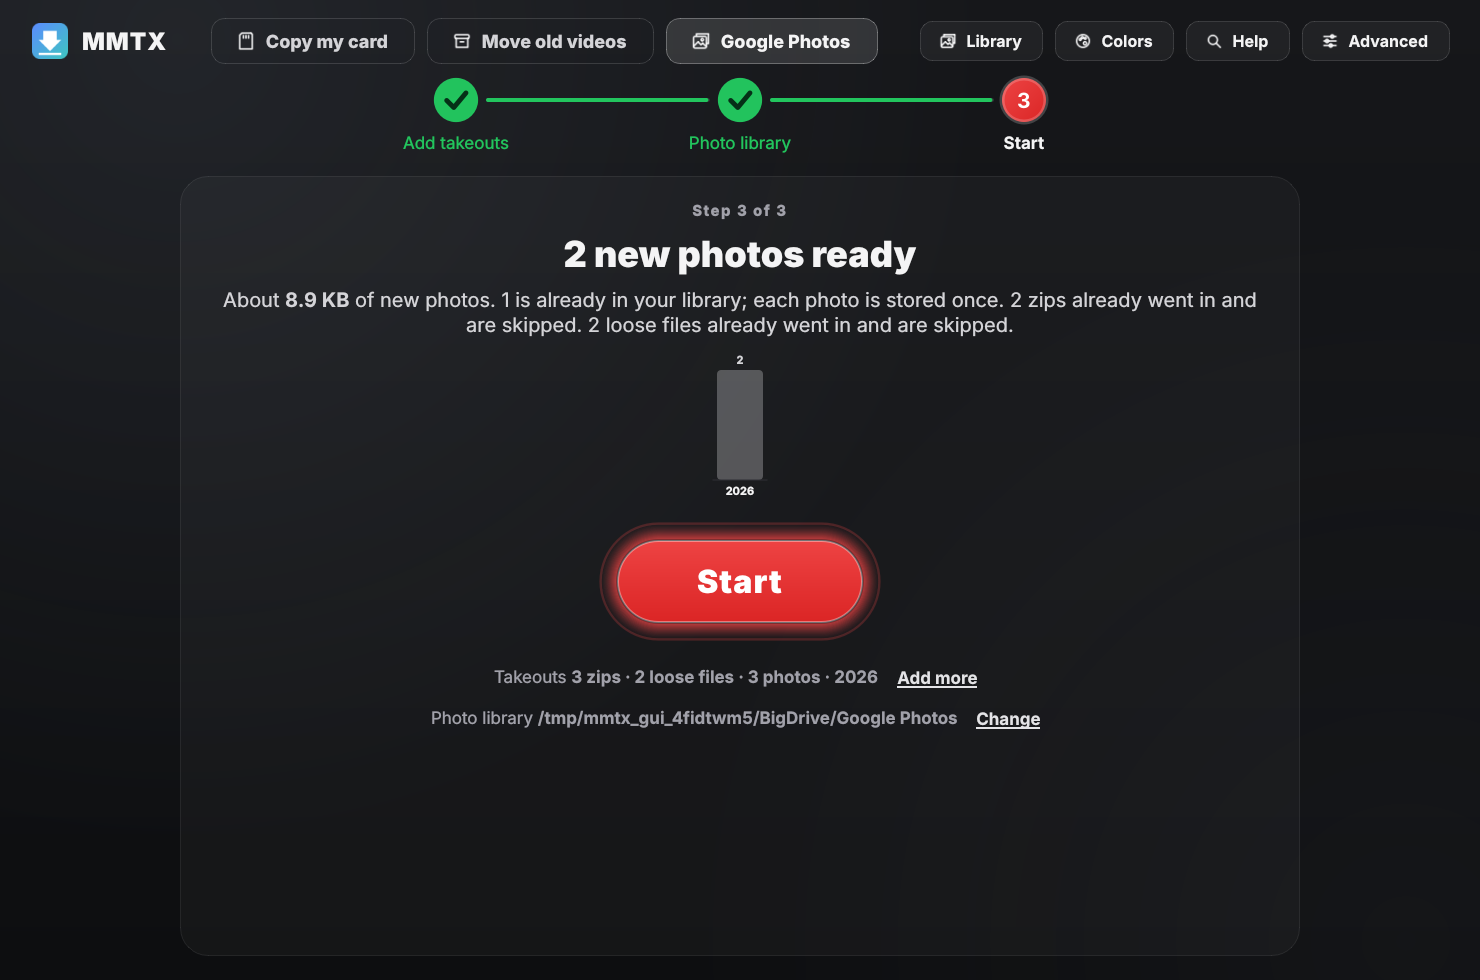 MMTX
Copy my card
Move old videos
Google Photos
Library
Colors
Help
Advanced
3
Add takeouts
Photo library
Start
Step 3 of 3
2 new photos ready
About 8.9 KB of new photos. 1 is already in your library; each photo is stored once. 2 zips already went in and
are skipped. 2 loose files already went in and are skipped.
2
2026
Start
Takeouts 3 zips · 2 loose files · 3 photos · 2026 Add more
Photo library /tmp/mmtx_gui_4fidtwm5/BigDrive/Google Photos Change